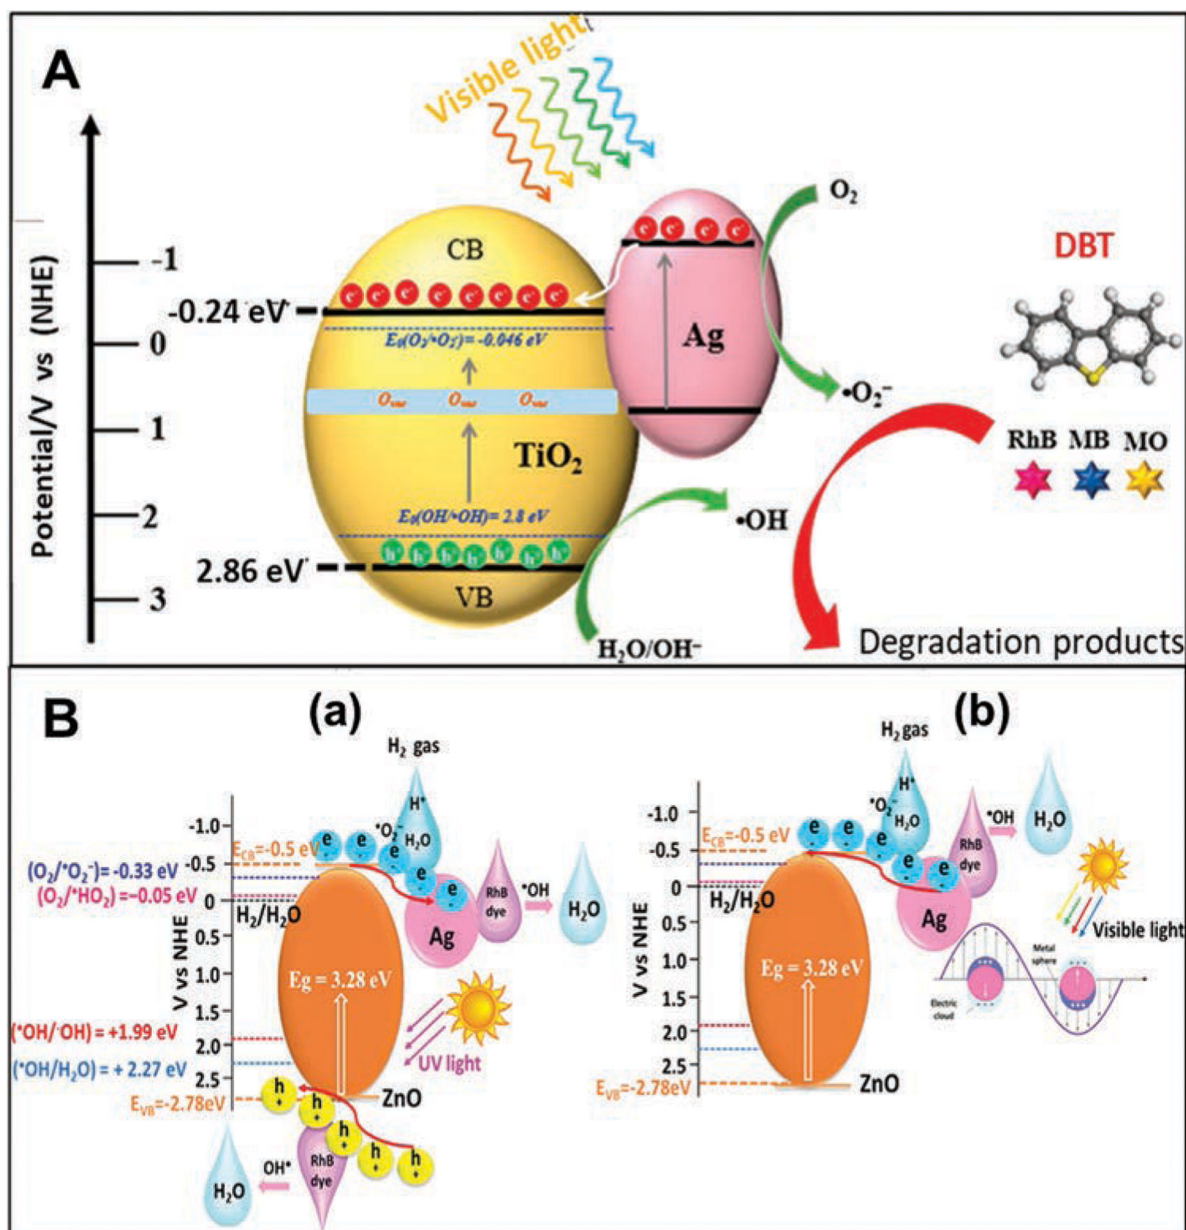 A
Visible light
Potential/V vs (NHE)
-1
-0.24 eV
0
1
2
2.86 eV
3
CB
e⁻ e⁻ e⁻ e⁻ e⁻ e⁻ e⁻ e⁻
E₀(O₂/•O₂⁻)= -0.046 eV
Ovac Ovac Ovac
TiO₂
E₀(OH/•OH)= 2.8 eV
h⁺ h⁺ h⁺ h⁺ h⁺ h⁺ h⁺
VB
e⁻ e⁻ e⁻ e⁻
Ag
O₂
•O₂⁻
•OH
H₂O/OH⁻
DBT
RhB MB MO
Degradation products
B
(a)
H₂ gas
H•
•O₂⁻
H₂O
-1.0
-0.5
0
0.5
1.0
1.5
2.0
2.5
V vs NHE
E_CB=-0.5 eV
(O₂/•O₂⁻)= -0.33 eV
(O₂/•HO₂)= -0.05 eV
H₂/H₂O
e- e- e- e- e-
Ag
RhB
dye
•OH
H₂O
Eg = 3.28 eV
UV light
(•OH/⁻OH) = +1.99 eV
(•OH/H₂O) = + 2.27 eV
E_VB=-2.78eV
ZnO
h+ h+ h+ h+ h+
RhB
dye
OH•
H₂O
(b)
H₂ gas
H•
•O₂⁻
H₂O
-1.0
-0.5
0
0.5
1.0
1.5
2.0
2.5
V vs NHE
E_CB=-0.5 eV
H₂/H₂O
e- e- e- e- e-
Ag
RhB
dye
•OH
H₂O
Visible light
Metal
sphere
Electric
cloud
Eg = 3.28 eV
E_VB=-2.78eV
ZnO